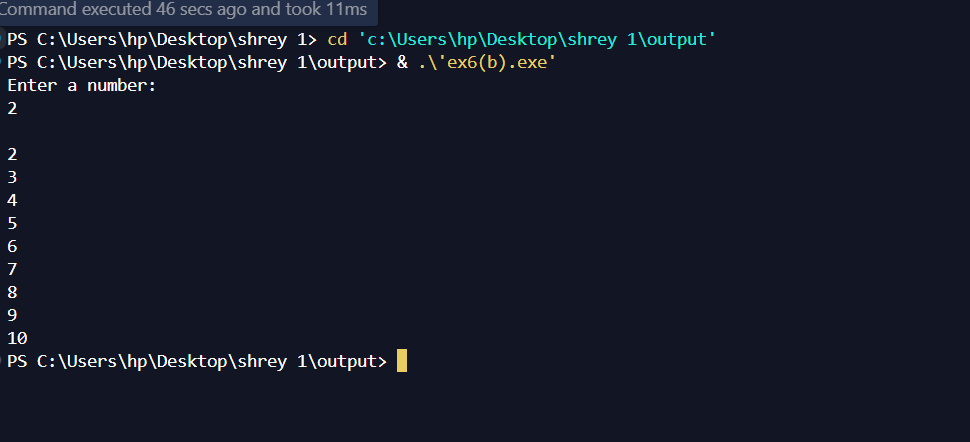 Command executed 46 secs ago and took 11ms
PS C:\Users\hp\Desktop\shrey 1> cd 'c:\Users\hp\Desktop\shrey 1\output'
PS C:\Users\hp\Desktop\shrey 1\output> & .\'ex6(b).exe'
Enter a number:
2
2
3
4
5
6
7
8
9
10
PS C:\Users\hp\Desktop\shrey 1\output>